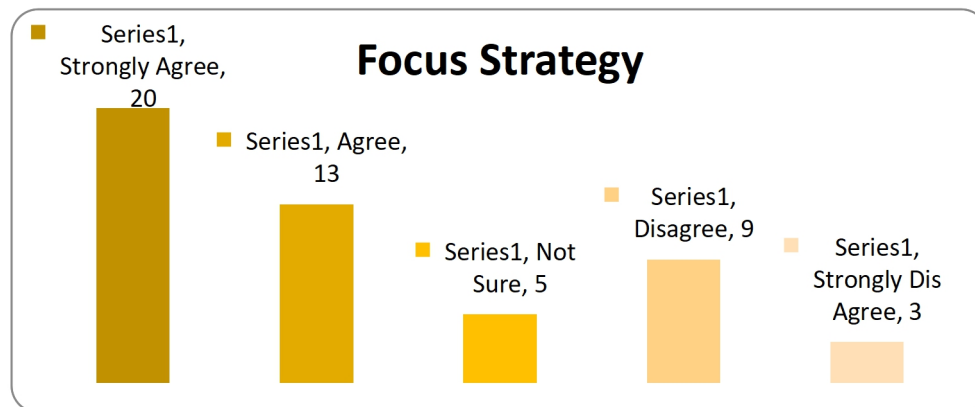 Focus Strategy
Series1,
Strongly Agree,
20
Series1, Agree,
13
Series1, Not
Sure, 5
Series1,
Disagree, 9
Series1,
Strongly Dis
Agree, 3